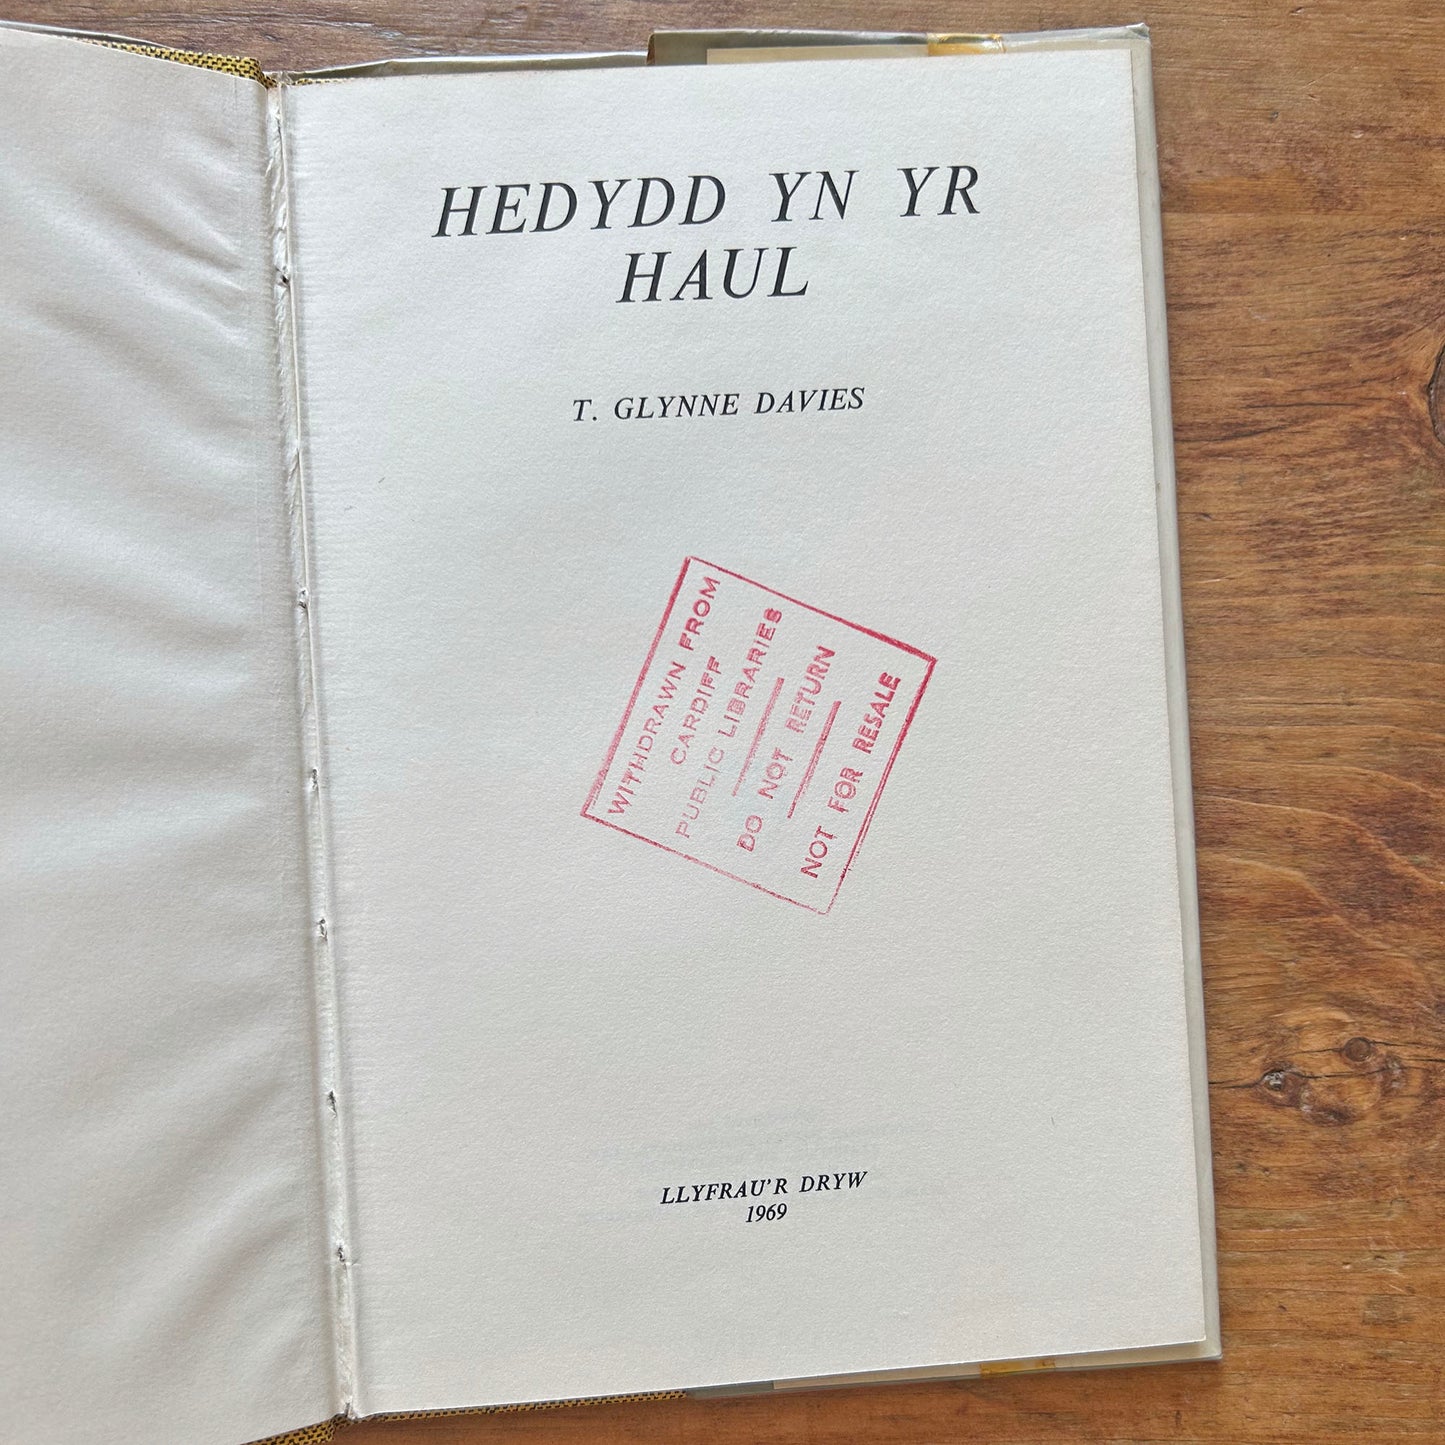 HEDYDD YN YR
HAUL
T. GLYNNE DAVIES
WITHDRAWN FROM
CARDIFF
PUBLIC LIBRARIES
DO NOT RETURN
NOT FOR RESALE
LLYFRAU'R DRYW
1969